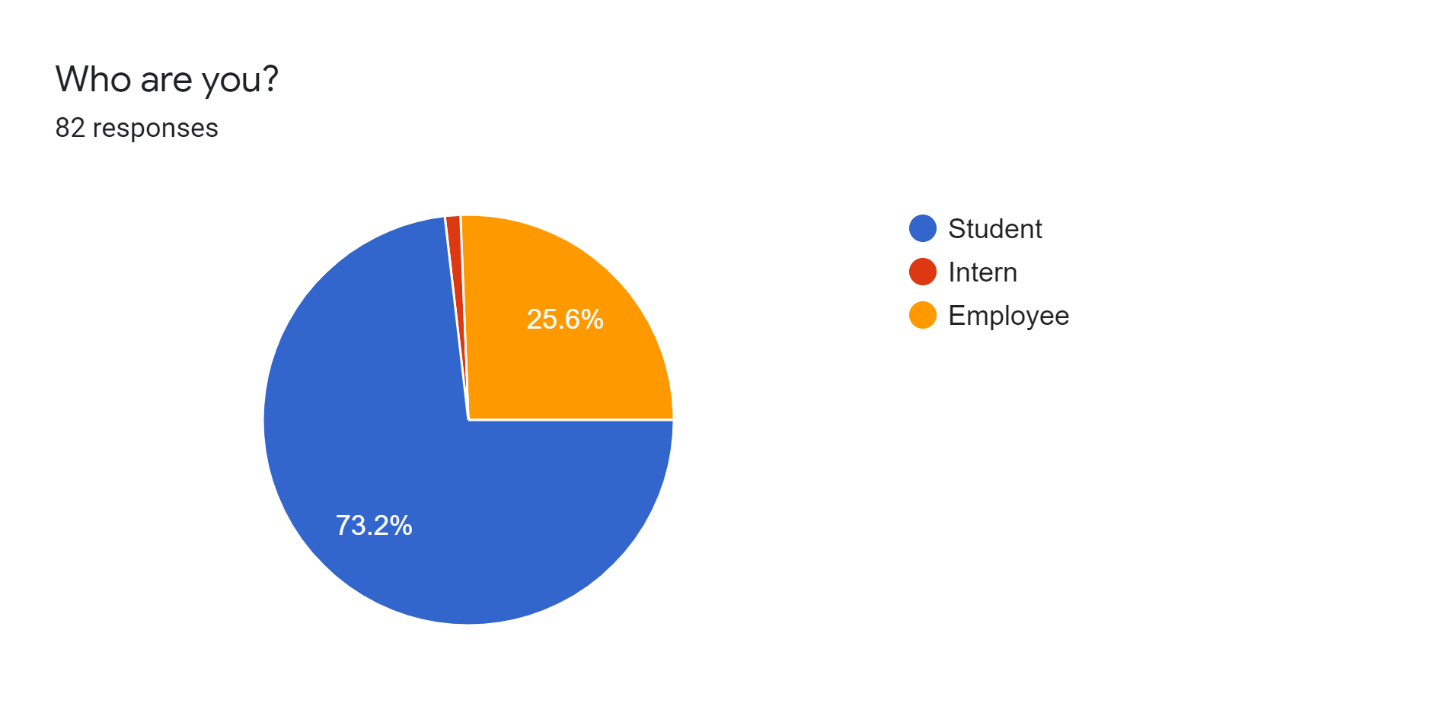 Who are you?
82 responses
Student
Intern
Employee
25.6%
73.2%